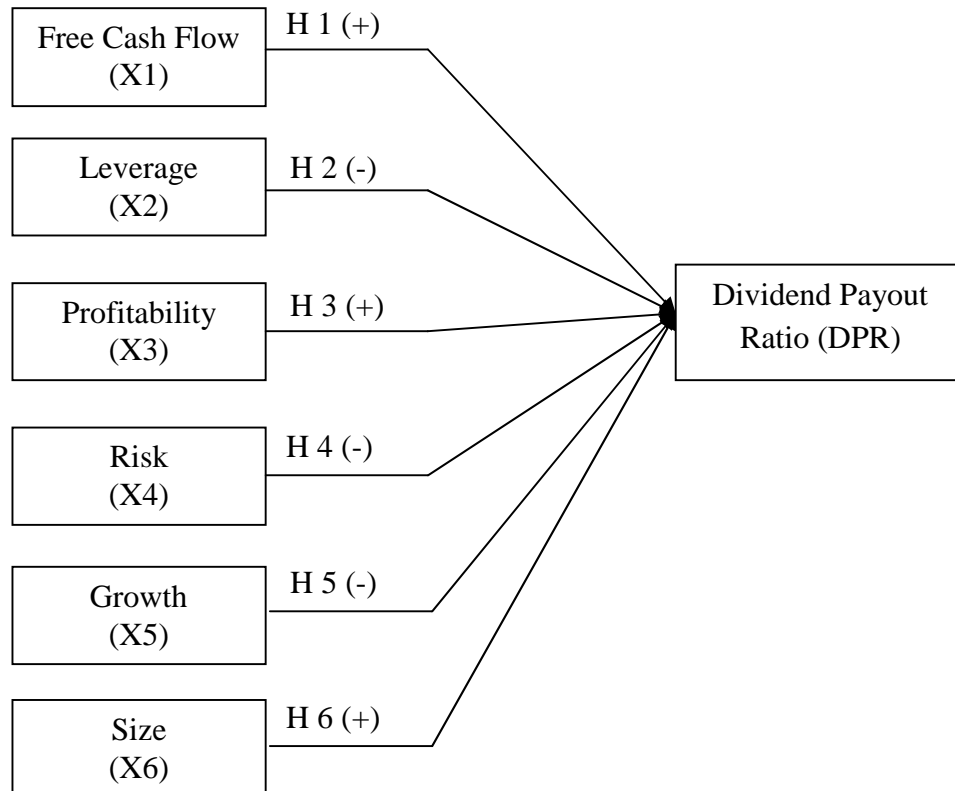 Free Cash Flow
(X1)
H 1 (+)
Leverage
(X2)
H 2 (-)
Profitability
(X3)
H 3 (+)
Risk
(X4)
H 4 (-)
Growth
(X5)
H 5 (-)
Size
(X6)
H 6 (+)
Dividend Payout
Ratio (DPR)